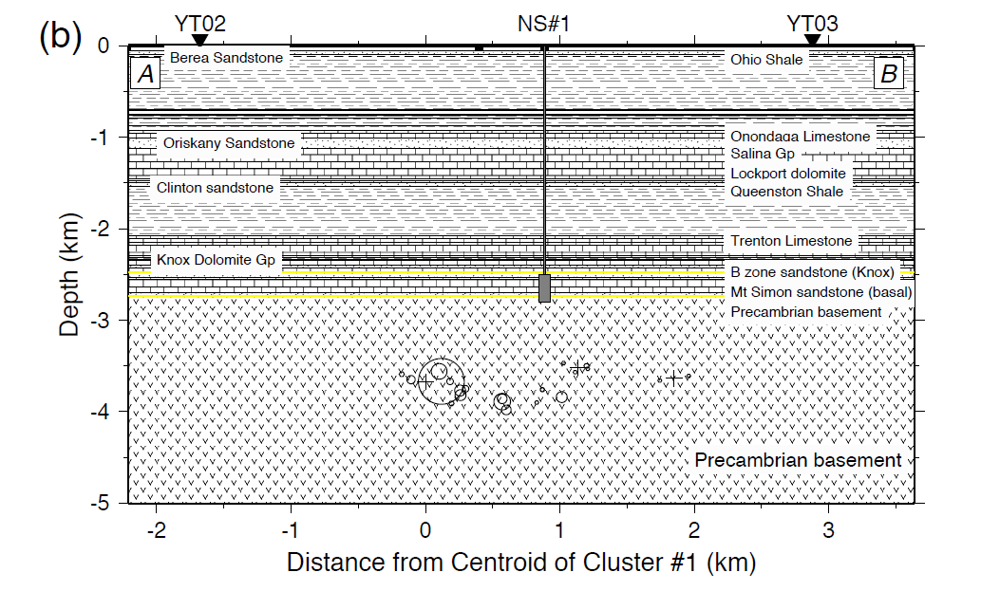 (b)
YT02 NS#1 YT03
0
A
Berea Sandstone
Ohio Shale
B
-1
Oriskany Sandstone
Onondaga Limestone
Salina Gp
Lockport dolomite
Clinton sandstone
Queenston Shale
-2
Trenton Limestone
Knox Dolomite Gp
B zone sandstone (Knox)
Mt Simon sandstone (basal)
Precambrian basement
-3
-4
Precambrian basement
-5
Depth (km)
-2 -1 0 1 2 3
Distance from Centroid of Cluster #1 (km)